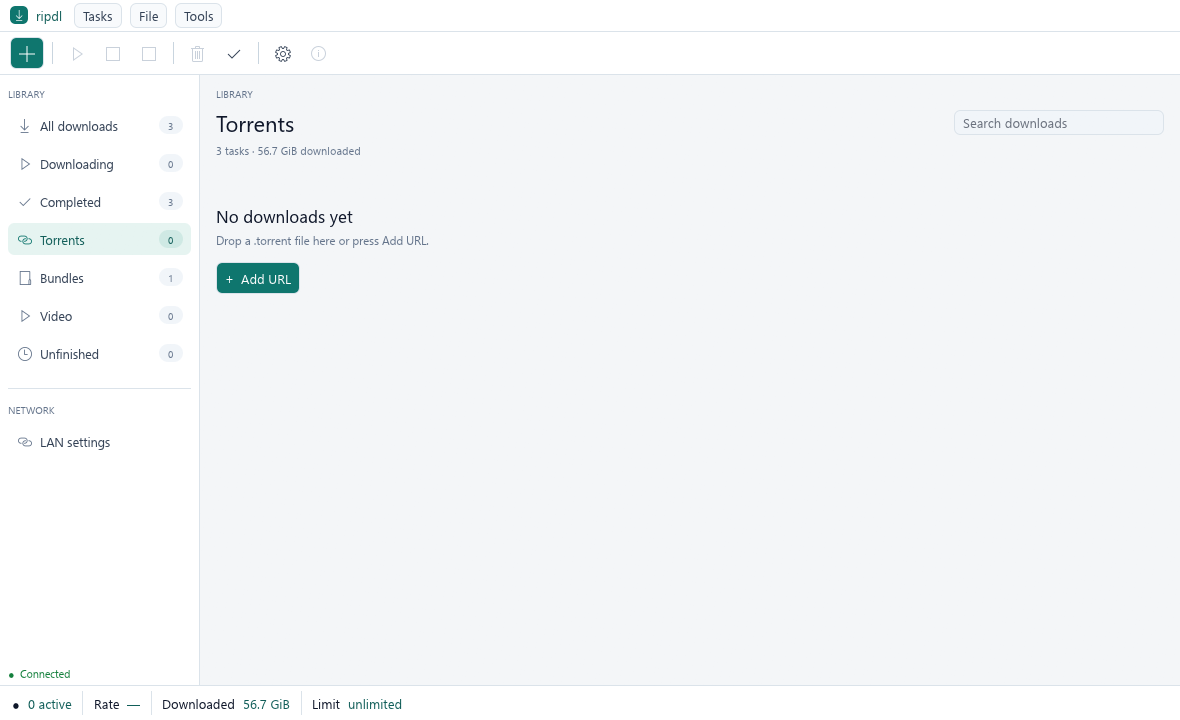 ripdl Tasks File Tools
LIBRARY
All downloads 3
Downloading 0
Completed 3
Torrents 0
Bundles 1
Video 0
Unfinished 0
NETWORK
LAN settings
Connected
LIBRARY
Torrents
Search downloads
3 tasks · 56.7 GiB downloaded
No downloads yet
Drop a .torrent file here or press Add URL.
+ Add URL
0 active Rate — Downloaded 56.7 GiB Limit unlimited